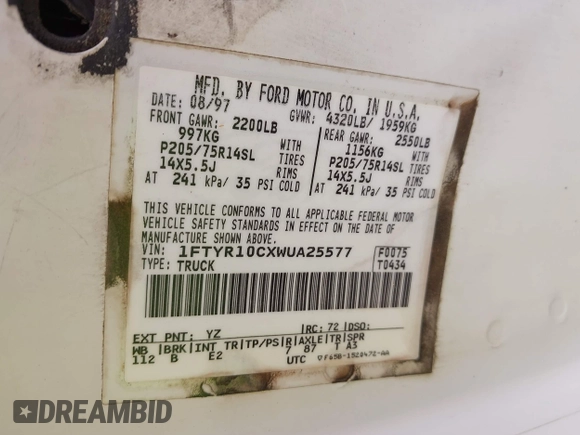 MFD. BY FORD MOTOR CO. IN U.S.A.
DATE: 08/97 GVWR: 4320LB/ 1959KG
FRONT GAWR: 2200LB REAR GAWR: 2550LB
997KG WITH 1156KG WITH
P205/75R14SL TIRES P205/75R14SL TIRES
14X5.5J RIMS 14X5.5J RIMS
AT 241 kPa/ 35 PSI COLD AT 241 kPa/ 35 PSI COLD
THIS VEHICLE CONFORMS TO ALL APPLICABLE FEDERAL MOTOR
VEHICLE SAFETY STANDARDS IN EFFECT ON THE DATE OF
MANUFACTURE SHOWN ABOVE.
VIN: 1FTYR10CXWUA25577 F0075
TYPE: TRUCK T0434
EXT PNT: YZ RC: 72 DSO:
WB BRK INT TR TP/PS R AXLE TR SPR
112 B E2 7 87 T A3
UTC F65B-1520472-AA
DREAMBID